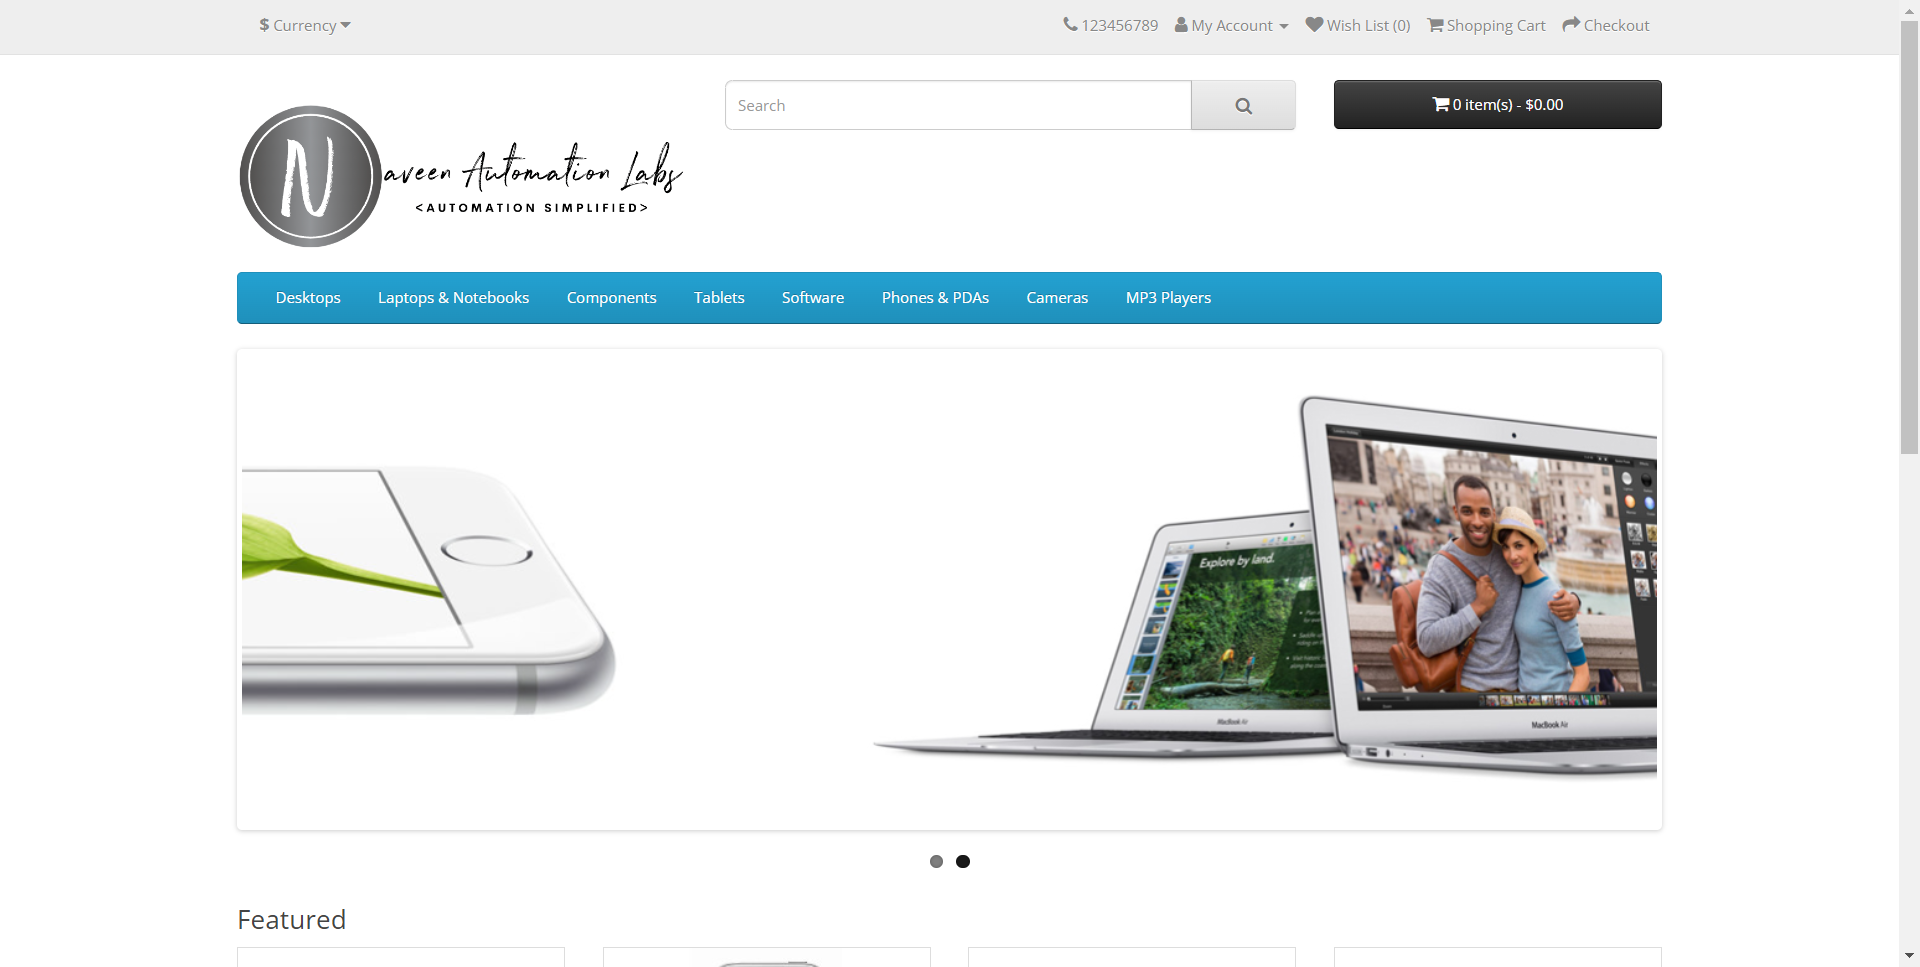 $ Currency
123456789 My Account Wish List (0) Shopping Cart Checkout
Search
0 item(s) - $0.00
N aveen Automation Labs
<AUTOMATION SIMPLIFIED>
Desktops Laptops & Notebooks Components Tablets Software Phones & PDAs Cameras MP3 Players
Explore by land.
MacBook Air
MacBook Air
Featured